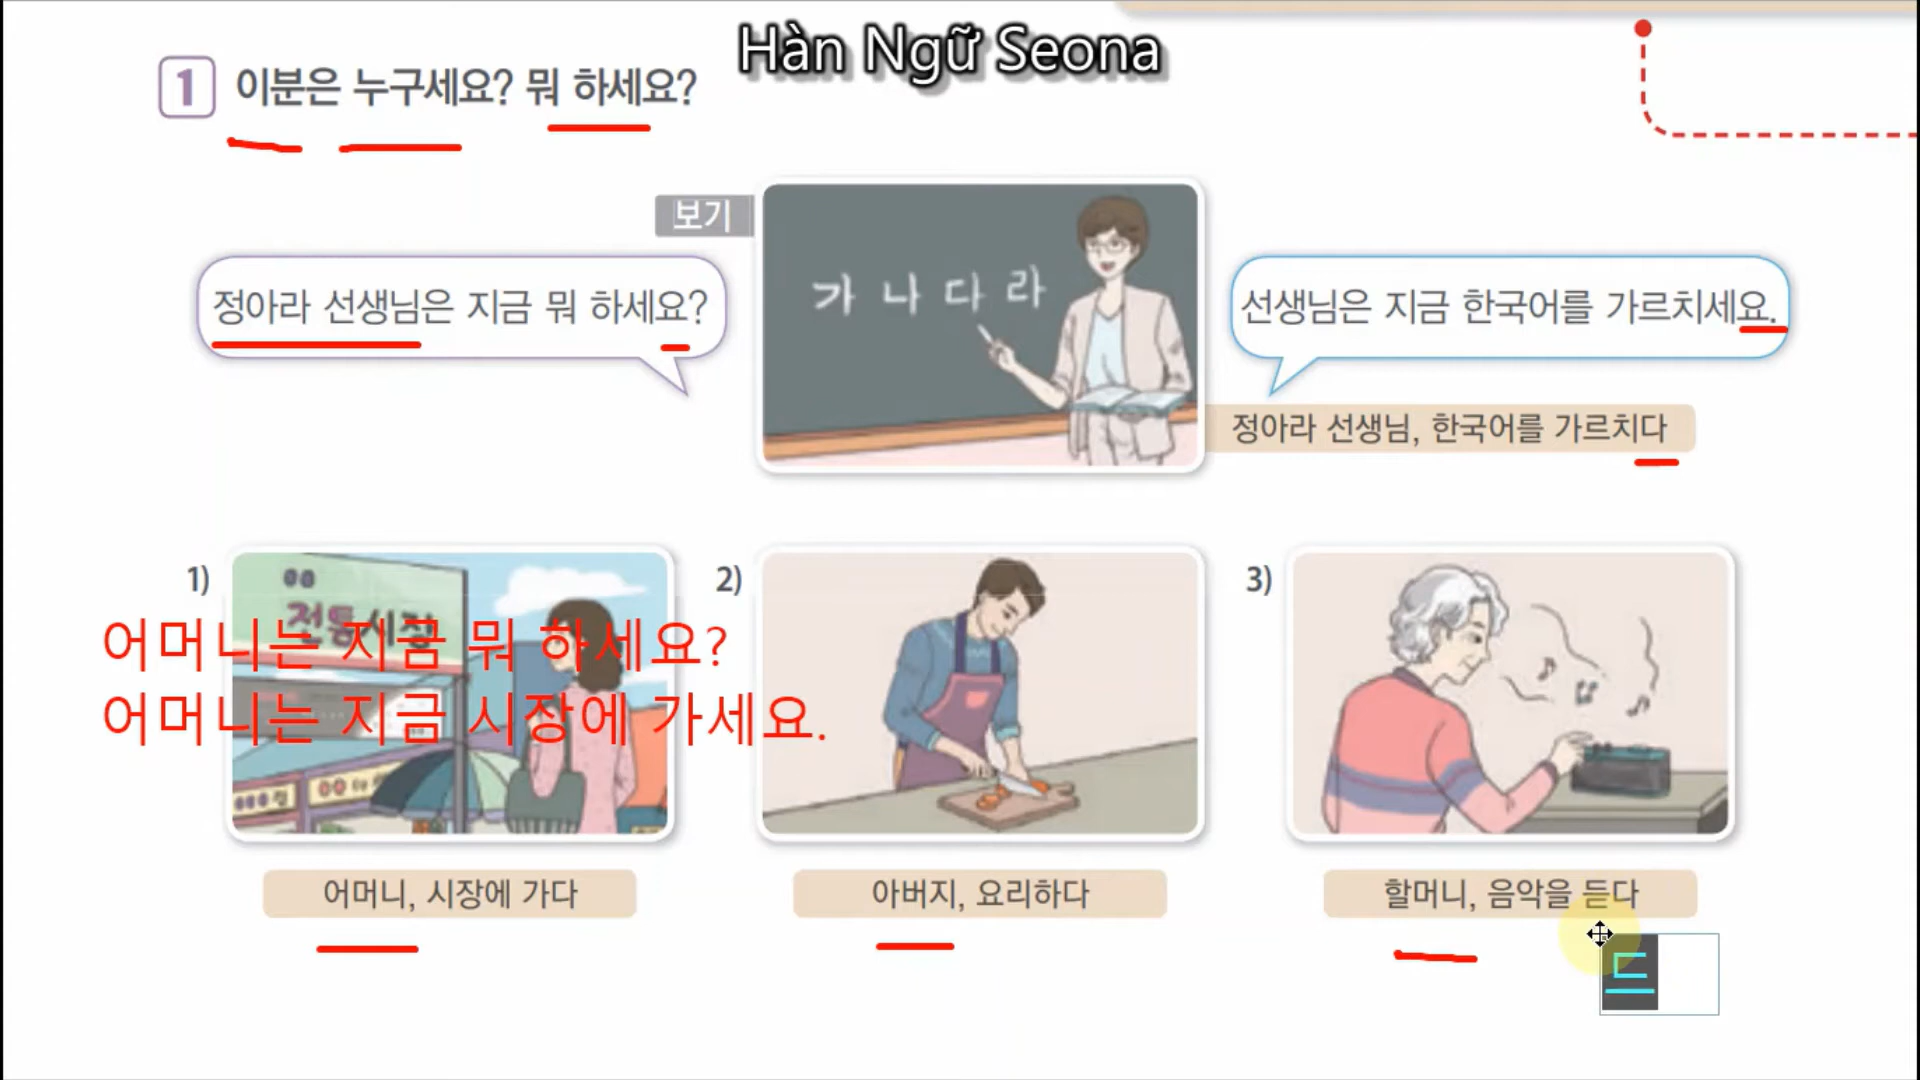 Hàn Ngữ Seona
1 이분은 누구세요? 뭐 하세요?
보기
가 나 다 라
정아라 선생님은 지금 뭐 하세요?
선생님은 지금 한국어를 가르치세요.
정아라 선생님, 한국어를 가르치다
1)
전통시장
어머니는 지금 뭐 하세요?
어머니는 지금 시장에 가세요.
어머니, 시장에 가다
2)
아버지, 요리하다
3)
할머니, 음악을 듣다
드